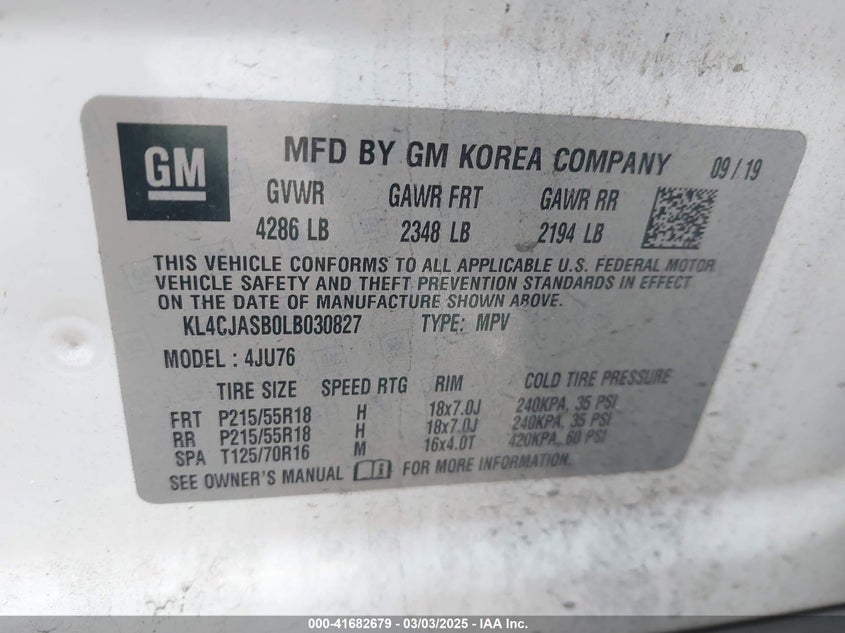 GM
MFD BY GM KOREA COMPANY 09/19
GVWR GAWR FRT GAWR RR
4286 LB 2348 LB 2194 LB
THIS VEHICLE CONFORMS TO ALL APPLICABLE U.S. FEDERAL MOTOR
VEHICLE SAFETY AND THEFT PREVENTION STANDARDS IN EFFECT
ON THE DATE OF MANUFACTURE SHOWN ABOVE.
KL4CJASB0LB030827 TYPE: MPV
MODEL : 4JU76
TIRE SIZE SPEED RTG RIM COLD TIRE PRESSURE
FRT P215/55R18 H 18x7.0J 240KPA, 35 PSI
RR P215/55R18 H 18x7.0J 240KPA, 35 PSI
SPA T125/70R16 M 16x4.0T 420KPA, 60 PSI
SEE OWNER'S MANUAL FOR MORE INFORMATION.
000-41682679 - 03/03/2025 - IAA Inc.